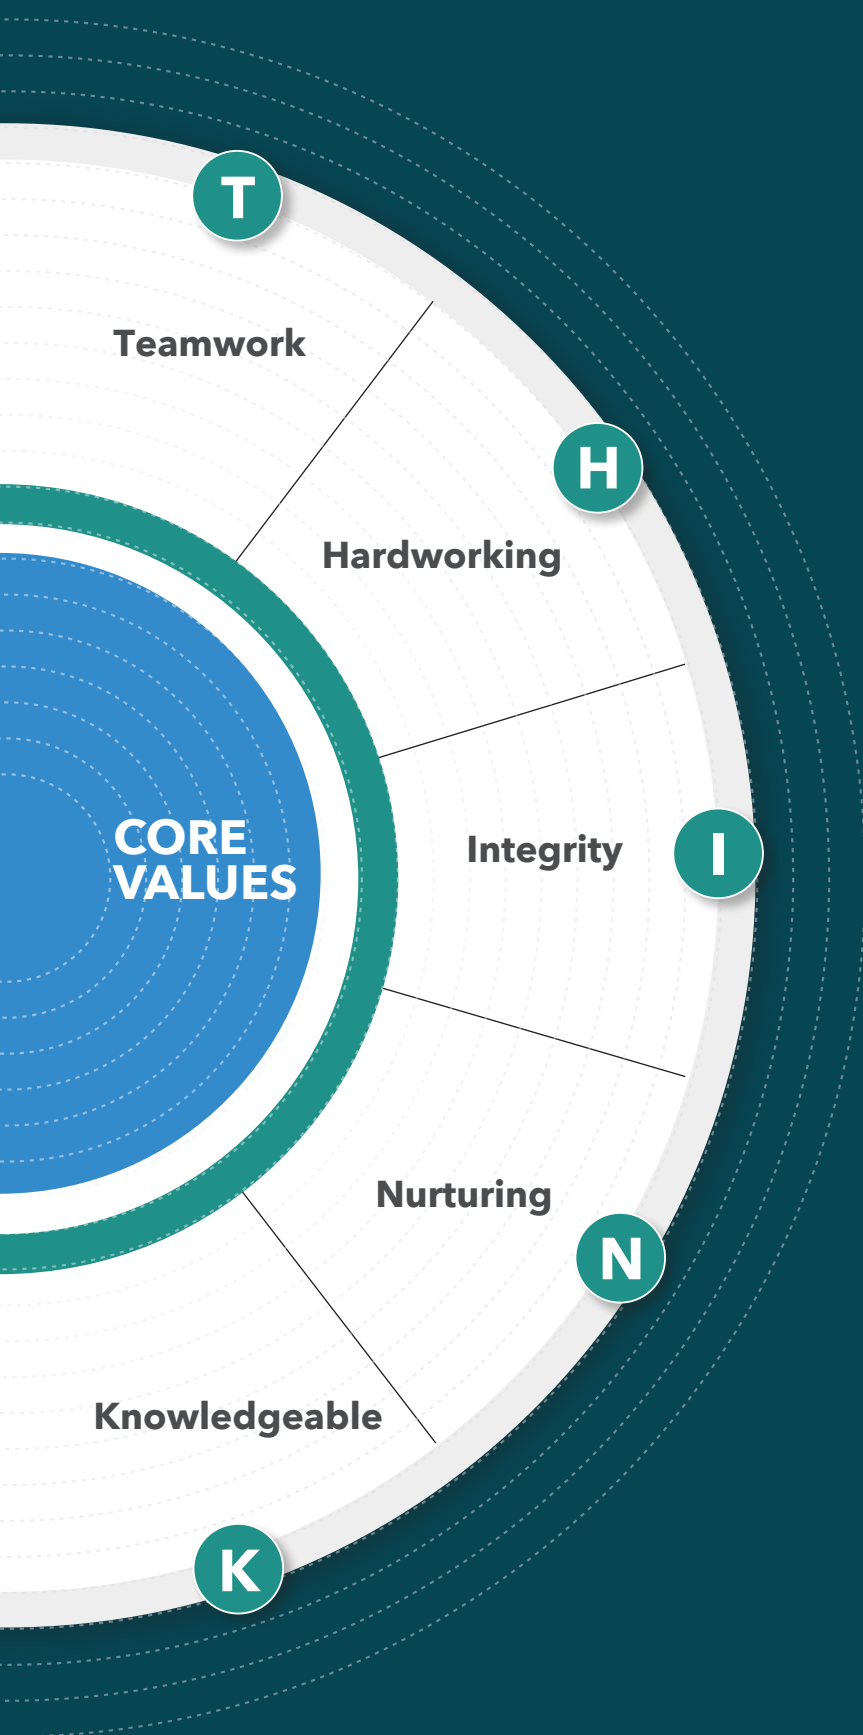 T
Teamwork
H
Hardworking
CORE
VALUES
Integrity
I
Nurturing
N
Knowledgeable
K